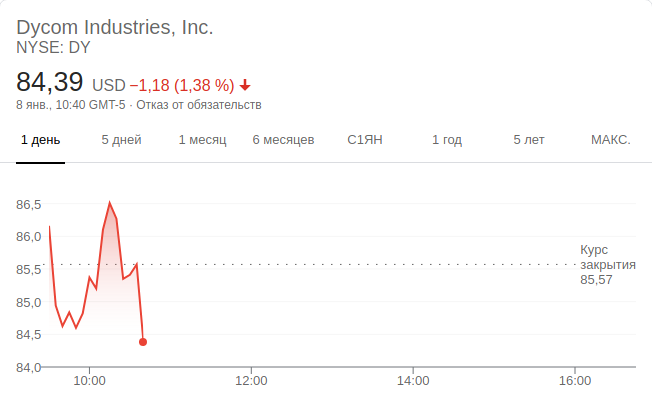 Dycom Industries, Inc.
NYSE: DY
84,39 USD −1,18 (1,38 %)
8 янв., 10:40 GMT-5 · Отказ от обязательств
1 день 5 дней 1 месяц 6 месяцев С1ЯН 1 год 5 лет МАКС.
86,5
86,0
85,5
85,0
84,5
84,0
Курс
закрытия
85,57
10:00 12:00 14:00 16:00